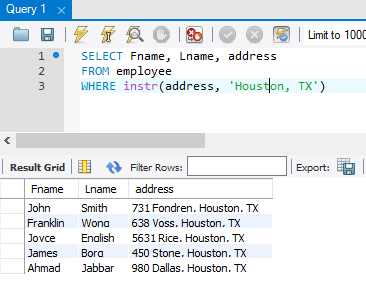 Query 1
Limit to 1000
1 SELECT Fname, Lname, address
2 FROM employee
3 WHERE instr(address, 'Houston, TX')
Result Grid Filter Rows: Export:
Fname Lname address
John Smith 731 Fondren, Houston, TX
Franklin Wong 638 Voss, Houston, TX
Joyce English 5631 Rice, Houston, TX
James Borg 450 Stone, Houston, TX
Ahmad Jabbar 980 Dallas, Houston, TX